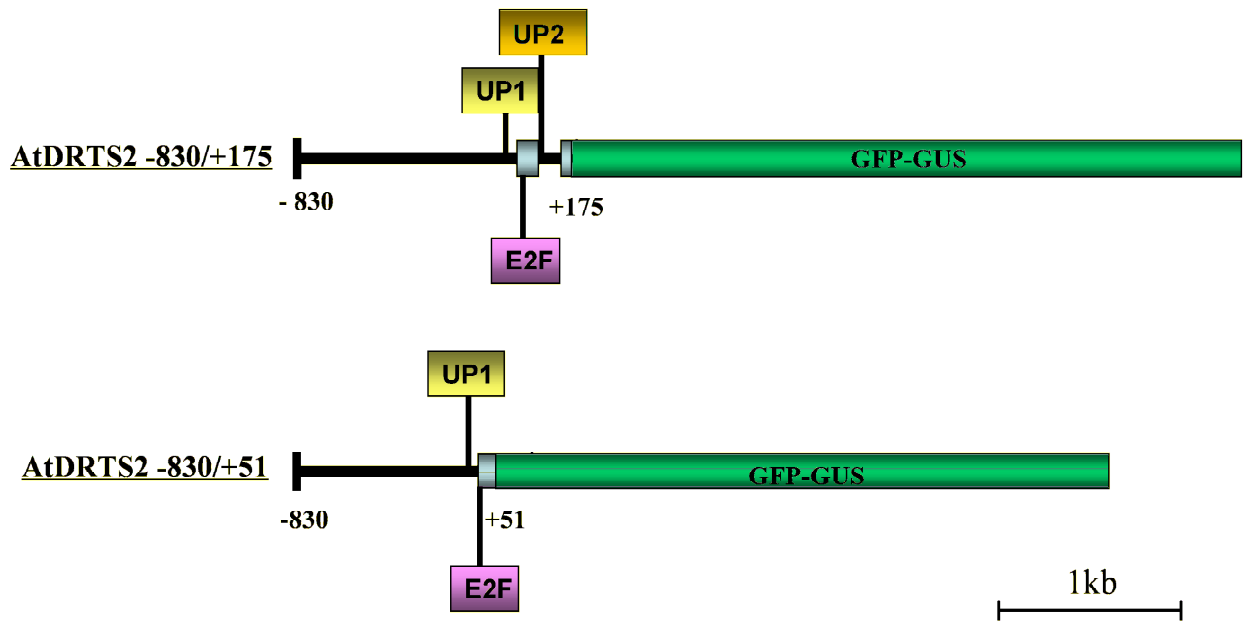 UP2
UP1
AtDRTS2 -830/+175
GFP-GUS
- 830
+175
E2F
UP1
AtDRTS2 -830/+51
GFP-GUS
-830
+51
E2F
1kb